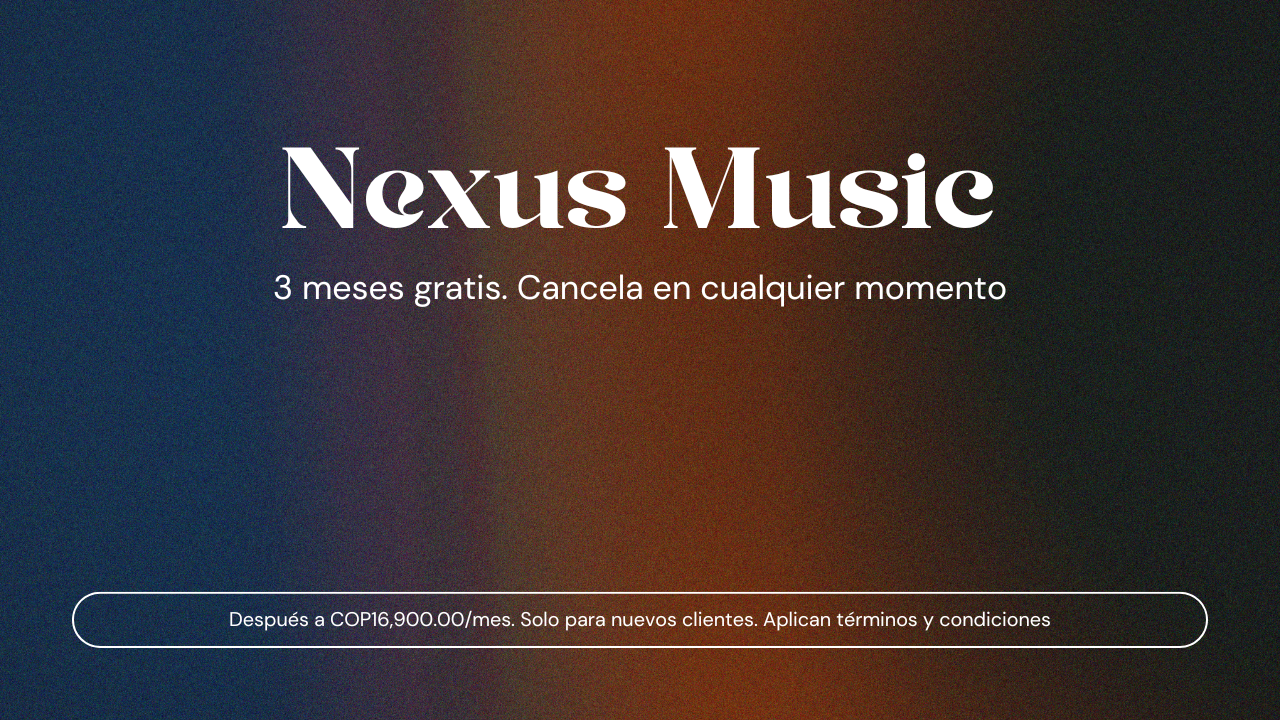 Nexus Music
3 meses gratis. Cancela en cualquier momento
Después a COP16,900.00/mes. Solo para nuevos clientes. Aplican términos y condiciones